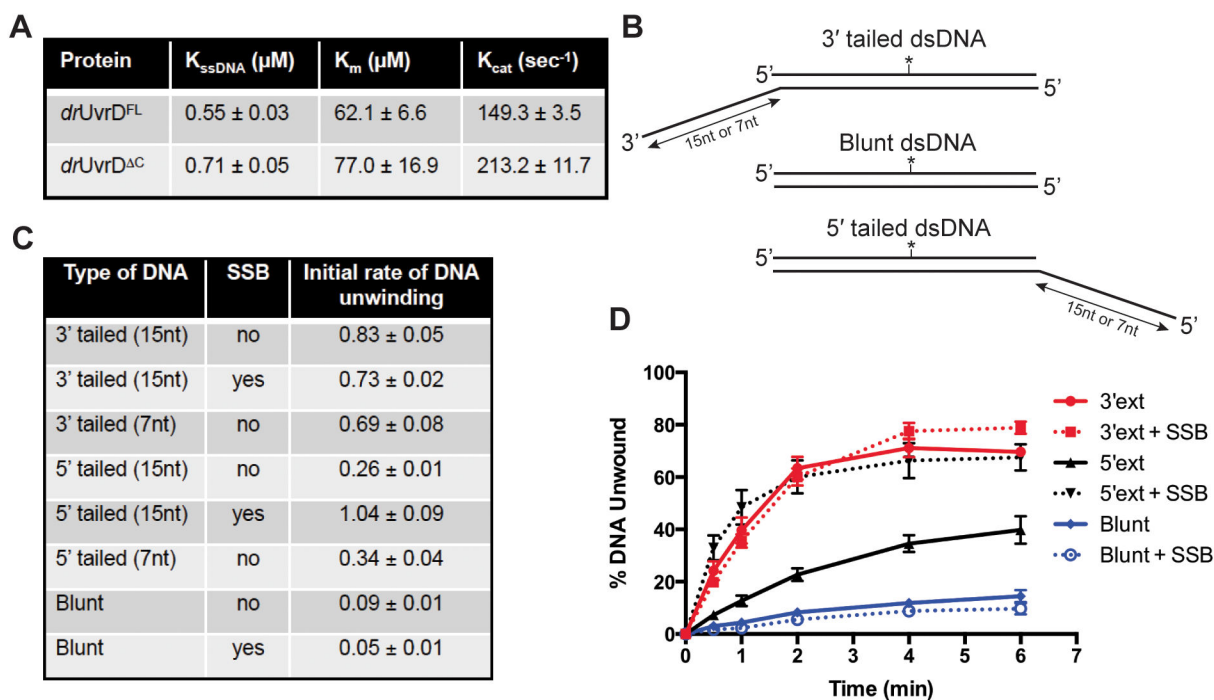 A
Protein KssDNA (µM) Km (µM) Kcat (sec-1)
drUvrDFL 0.55 ± 0.03 62.1 ± 6.6 149.3 ± 3.5
drUvrDΔC 0.71 ± 0.05 77.0 ± 16.9 213.2 ± 11.7
B
3′ tailed dsDNA
*
5’
5’
3’
15nt or 7nt
Blunt dsDNA
*
5’
5’
5′ tailed dsDNA
*
5’
15nt or 7nt
5’
C
Type of DNA SSB Initial rate of DNA
unwinding
3’ tailed (15nt) no 0.83 ± 0.05
3’ tailed (15nt) yes 0.73 ± 0.02
3’ tailed (7nt) no 0.69 ± 0.08
5’ tailed (15nt) no 0.26 ± 0.01
5’ tailed (15nt) yes 1.04 ± 0.09
5’ tailed (7nt) no 0.34 ± 0.04
Blunt no 0.09 ± 0.01
Blunt yes 0.05 ± 0.01
D
% DNA Unwound
100
80
60
40
20
0
0 1 2 3 4 5 6 7
Time (min)
3'ext
3'ext + SSB
5'ext
5'ext + SSB
Blunt
Blunt + SSB